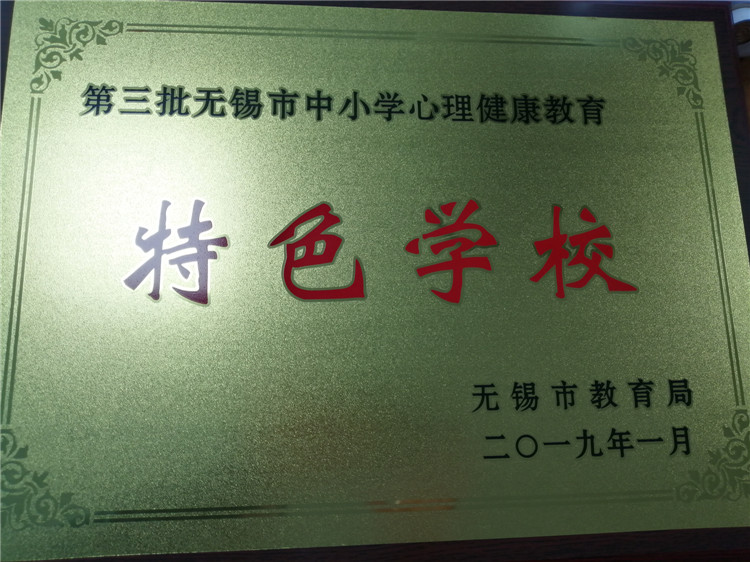 第三批无锡市中小学心理健康教育
特色学校
无锡市教育局
二〇一九年一月